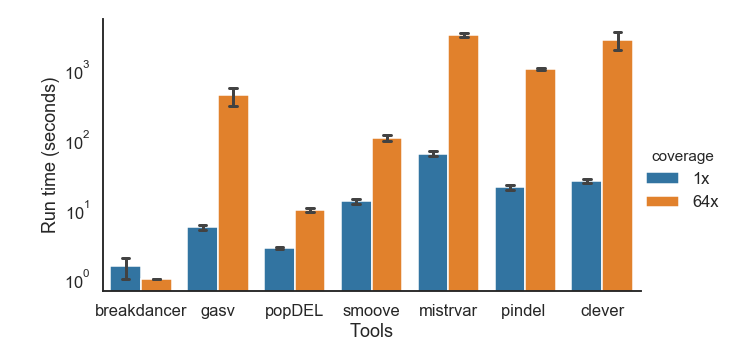 Run time (seconds)
10³
10²
10¹
10⁰
breakdancer gasv popDEL smoove mistrvar pindel clever
Tools
coverage
1x
64x